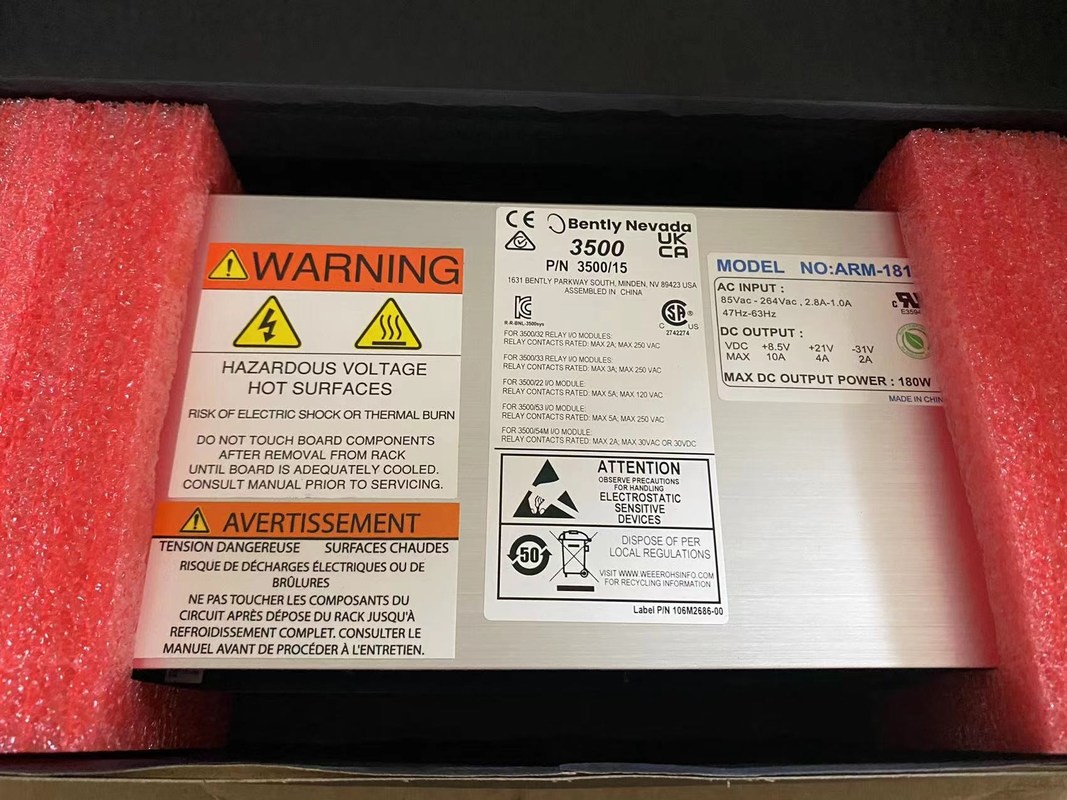 WARNING
HAZARDOUS VOLTAGE
HOT SURFACES
RISK OF ELECTRIC SHOCK OR THERMAL BURN
DO NOT TOUCH BOARD COMPONENTS
AFTER REMOVAL FROM RACK
UNTIL BOARD IS ADEQUATELY COOLED.
CONSULT MANUAL PRIOR TO SERVICING.
AVERTISSEMENT
TENSION DANGEREUSE SURFACES CHAUDES
RISQUE DE DÉCHARGES ÉLECTRIQUES OU DE
BRÛLURES
NE PAS TOUCHER LES COMPOSANTS DU
CIRCUIT APRÈS DÉPOSE DU RACK JUSQU'À
REFROIDISSEMENT COMPLET. CONSULTER LE
MANUEL AVANT DE PROCÉDER À L'ENTRETIEN.
CE Bently Nevada
3500
UK
CA
P/N 3500/15
1631 BENTLY PARKWAY SOUTH, MINDEN, NV 89423 USA
ASSEMBLED IN CHINA
R-R-BNL-3500sys
C SA US
2742274
FOR 3500/32 RELAY I/O MODULES:
RELAY CONTACTS RATED: MAX 2A; MAX 250 VAC
FOR 3500/33 RELAY I/O MODULES:
RELAY CONTACTS RATED: MAX 3A; MAX 250 VAC
FOR 3500/22 I/O MODULE:
RELAY CONTACTS RATED: MAX 5A; MAX 120 VAC
FOR 3500/53 I/O MODULE:
RELAY CONTACTS RATED: MAX 5A; MAX 250 VAC
FOR 3500/54M I/O MODULE:
RELAY CONTACTS RATED: MAX 2A; MAX 30VAC OR 30VDC
ATTENTION
OBSERVE PRECAUTIONS
FOR HANDLING
ELECTROSTATIC
SENSITIVE
DEVICES
50
DISPOSE OF PER
LOCAL REGULATIONS
VISIT WWW.WEEEROHSINFO.COM
FOR RECYCLING INFORMATION
Label P/N 106M2686-00
MODEL NO:ARM-181
AC INPUT :
85Vac - 264Vac , 2.8A-1.0A
47Hz-63Hz
c
DC OUTPUT :
VDC +8.5V +21V -31V
MAX 10A 4A 2A
MAX DC OUTPUT POWER : 180W
MADE IN CHIN